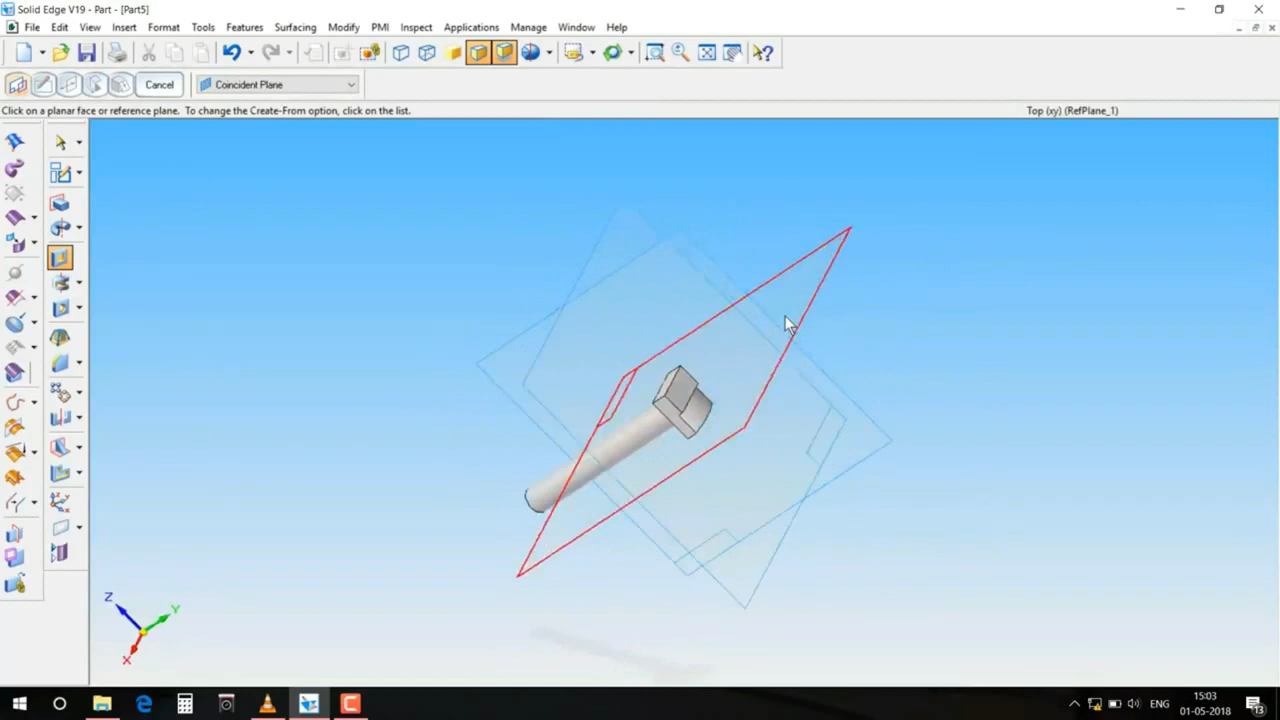 Solid Edge V19 - Part - [Part5]
File Edit View Insert Format Tools Features Surfacing Modify PMI Inspect Applications Manage Window Help
Cancel Coincident Plane
Click on a planar face or reference plane. To change the Create-From option, click on the list. Top (xy) (RefPlane_1)
Z
Y
X
ENG
15:03
01-05-2018
13